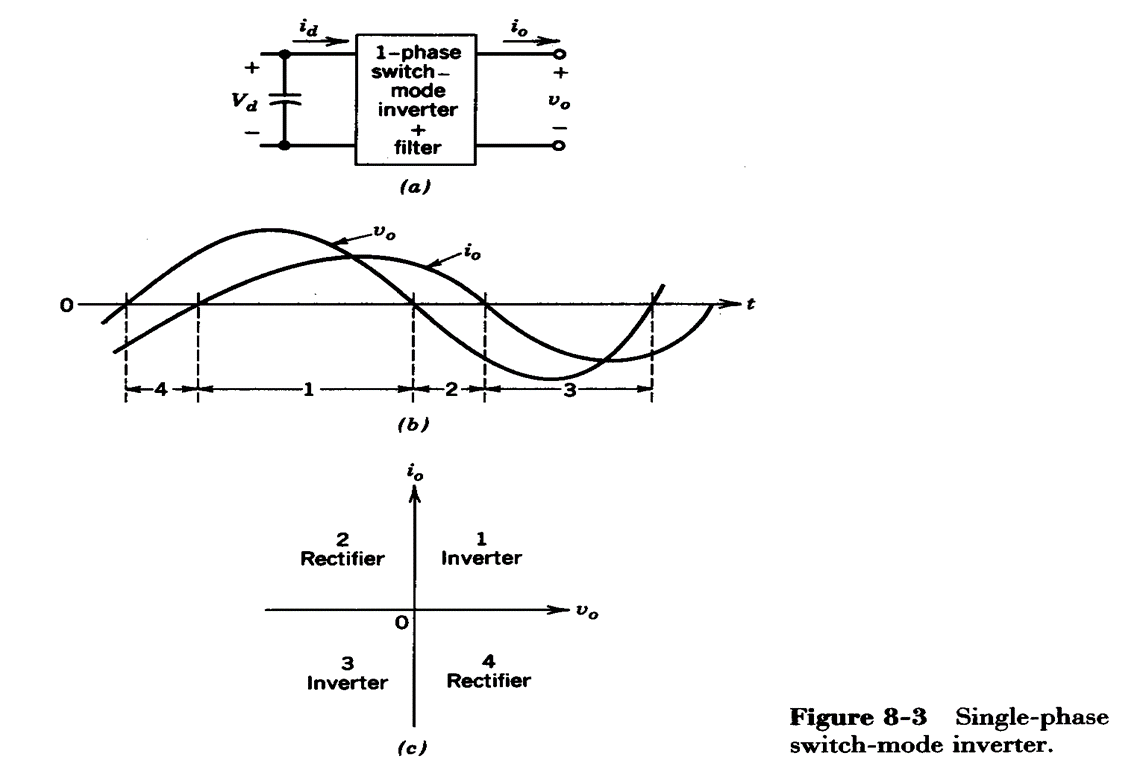 i_d
i_o
+
V_d
−
1-phase
switch–
mode
inverter
+
filter
+
v_o
−
(a)
v_o
i_o
0
t
4
1
2
3
(b)
i_o
2
Rectifier
1
Inverter
0
v_o
3
Inverter
4
Rectifier
(c)
Figure 8-3 Single-phase
switch-mode inverter.